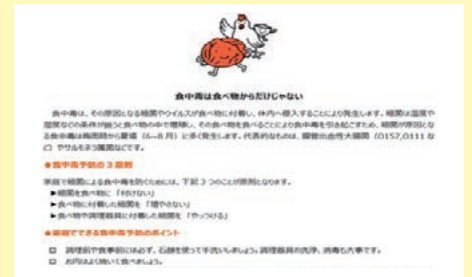 食中毒は食べ物からだけじゃない
食中毒は、その原因となる細菌やウイルスが食べ物に付着し、体内へ侵入することにより発生します。細菌は温度や
湿度などの条件が揃うと食べ物の中で増殖し、その食べ物を食べることにより食中毒を引き起こすため、細菌が原因とな
る食中毒は梅雨時から夏場（6~8 月）に多く発生します。代表的なものは、腸管出血性大腸菌（O157,O111 な
ど）やサルモネラ属菌などです。
●食中毒予防の 3 原則
家庭で細菌による食中毒を防ぐためには、下記 3 つのことが原則となります。
►細菌を食べ物に「付けない」
►食べ物に付着した細菌を「増やさない」
►食べ物や調理器具に付着した細菌を「やっつける」
●家庭でできる食中毒予防のポイント
□ 調理前や食事前には必ず、石鹸を使って手洗いしましょう。調理器具の洗浄、消毒も大事です。
□ お肉はよく焼いて食べましょう。